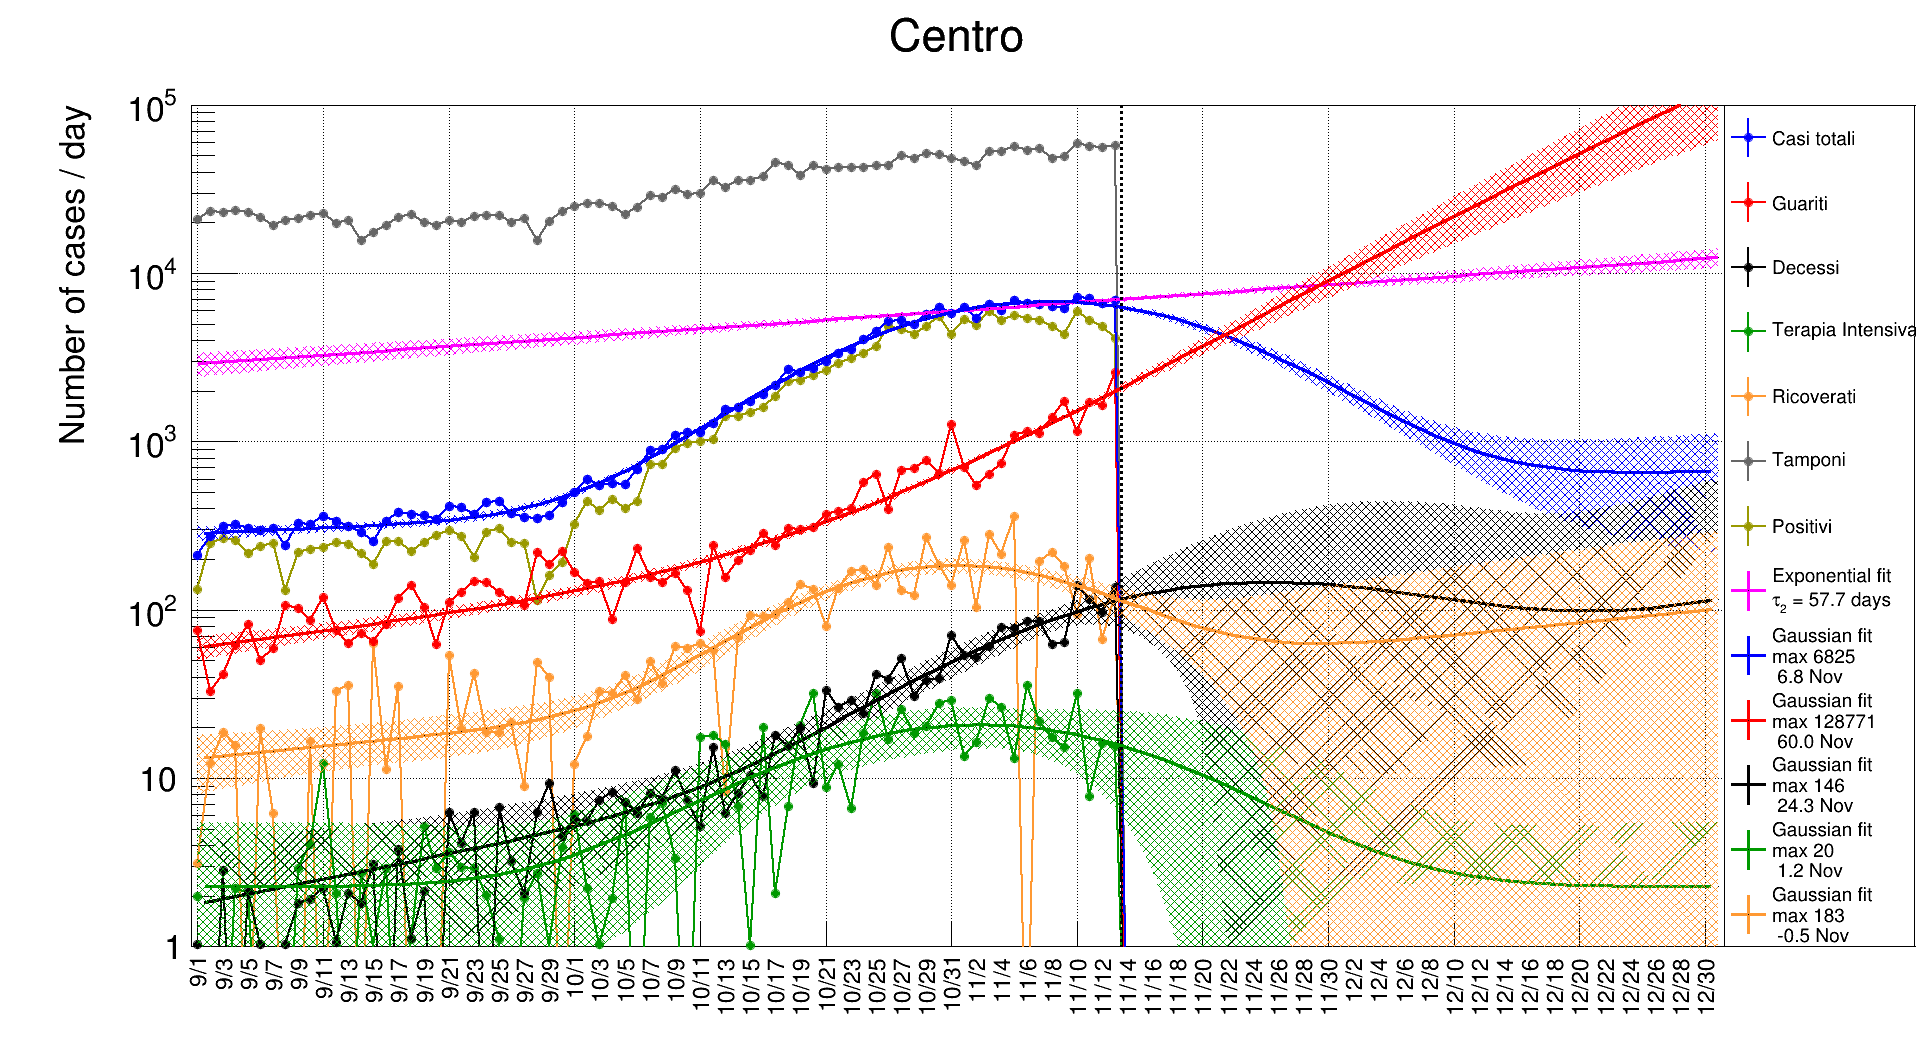 Centro
Number of cases / day
10^5
10^4
10^3
10^2
10
1
9/1
9/3
9/5
9/7
9/9
9/11
9/13
9/15
9/17
9/19
9/21
9/23
9/25
9/27
9/29
10/1
10/3
10/5
10/7
10/9
10/11
10/13
10/15
10/17
10/19
10/21
10/23
10/25
10/27
10/29
10/31
11/2
11/4
11/6
11/8
11/10
11/12
11/14
11/16
11/18
11/20
11/22
11/24
11/26
11/28
11/30
12/2
12/4
12/6
12/8
12/10
12/12
12/14
12/16
12/18
12/20
12/22
12/24
12/26
12/28
12/30
Casi totali
Guariti
Decessi
Terapia Intensiva
Ricoverati
Tamponi
Positivi
Exponential fit
τ₂ = 57.7 days
Gaussian fit
max 6825
6.8 Nov
Gaussian fit
max 128771
60.0 Nov
Gaussian fit
max 146
24.3 Nov
Gaussian fit
max 20
1.2 Nov
Gaussian fit
max 183
-0.5 Nov